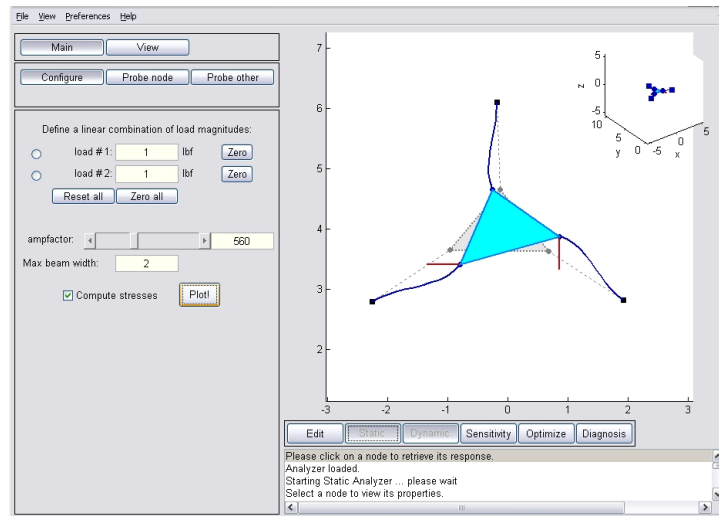 File View Preferences Help
Main View
Configure Probe node Probe other
Define a linear combination of load magnitudes:
load #1: 1 lbf Zero
load #2: 1 lbf Zero
Reset all Zero all
ampfactor: 560
Max beam width: 2
Compute stresses Plot!
7
6
5
4
3
2
-3 -2 -1 0 1 2 3
5
0
-5
z
10
5
0
y
-5
0
5
x
Edit Static Dynamic Sensitivity Optimize Diagnosis
Please click on a node to retrieve its response.
Analyzer loaded.
Starting Static Analyzer ... please wait
Select a node to view its properties.